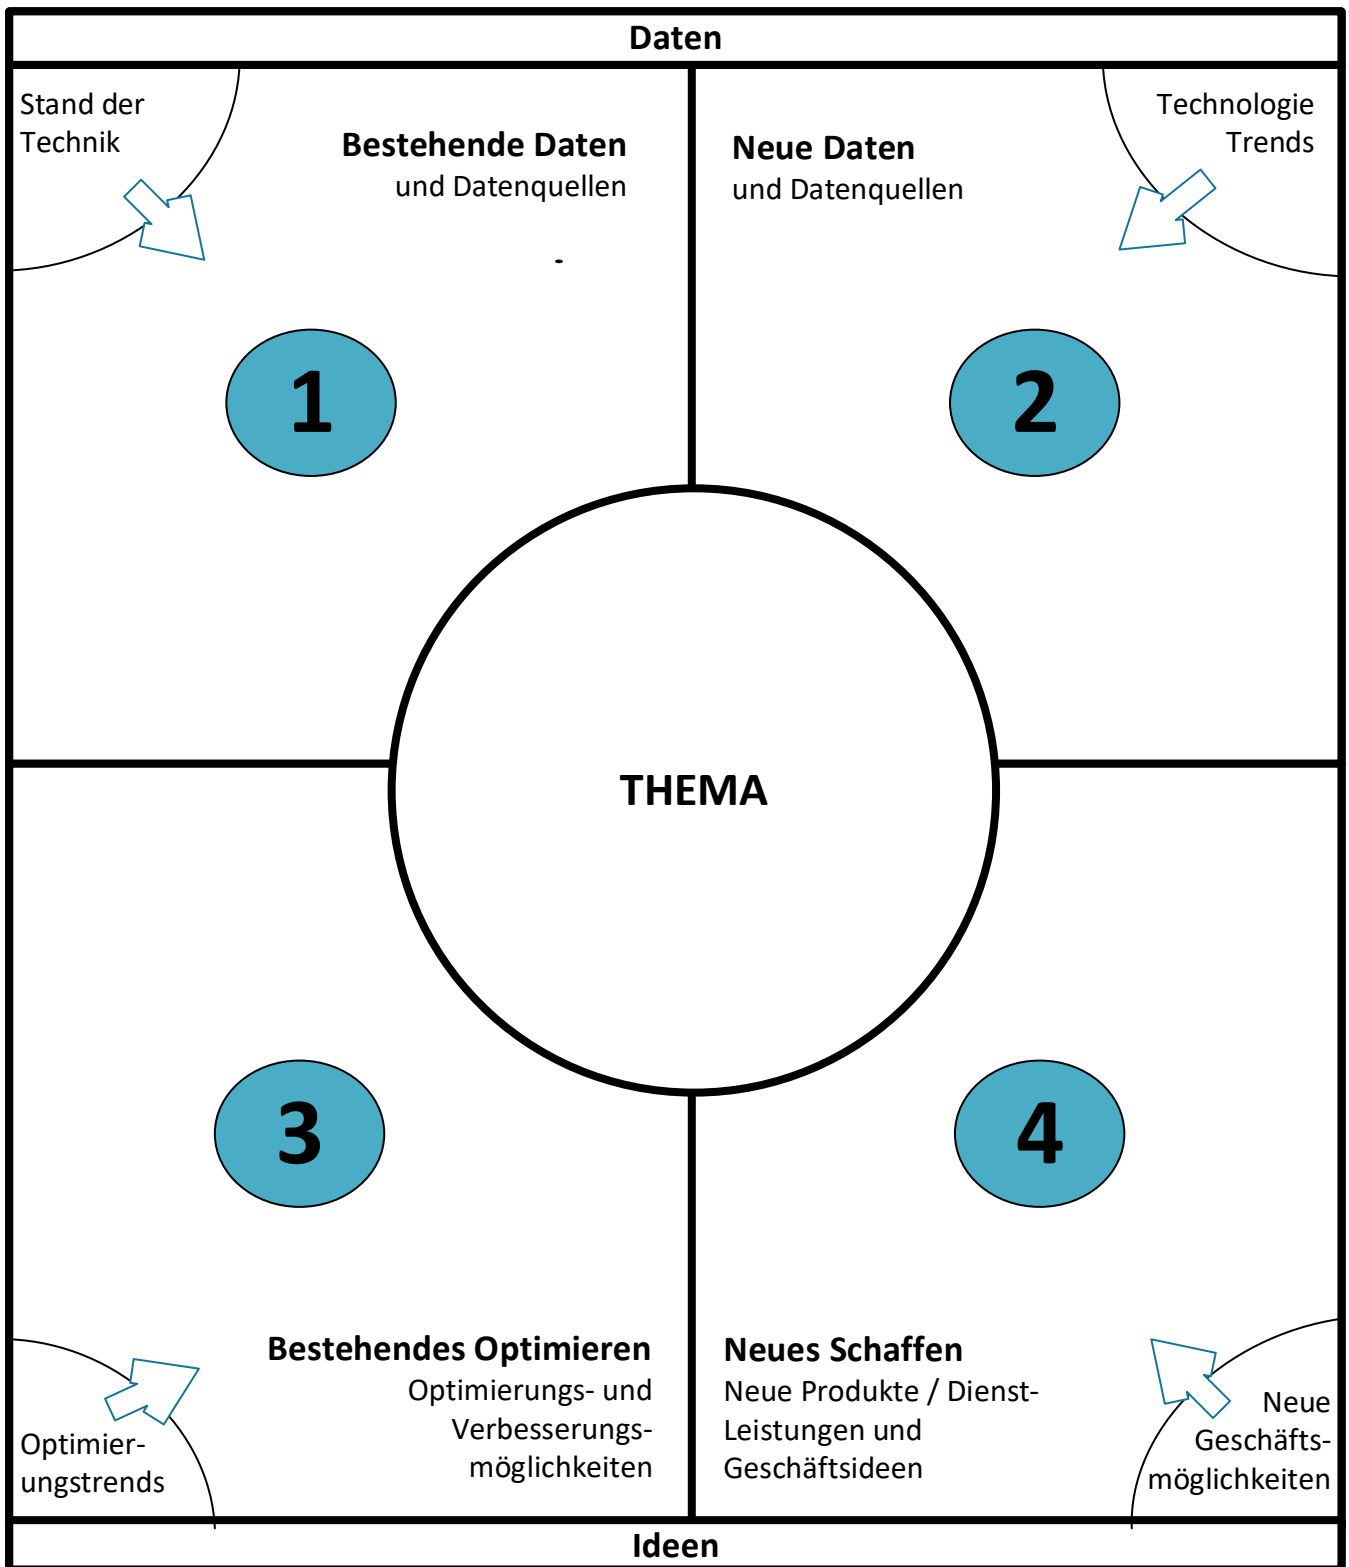 Daten
Stand der
Technik
Bestehende Daten
und Datenquellen
-
1
Neue Daten
und Datenquellen
Technologie
Trends
2
THEMA
3
Bestehendes Optimieren
Optimierungs- und
Verbesserungs-
möglichkeiten
Optimier-
ungstrends
4
Neues Schaffen
Neue Produkte / Dienst-
Leistungen und
Geschäftsideen
Neue
Geschäfts-
möglichkeiten
Ideen